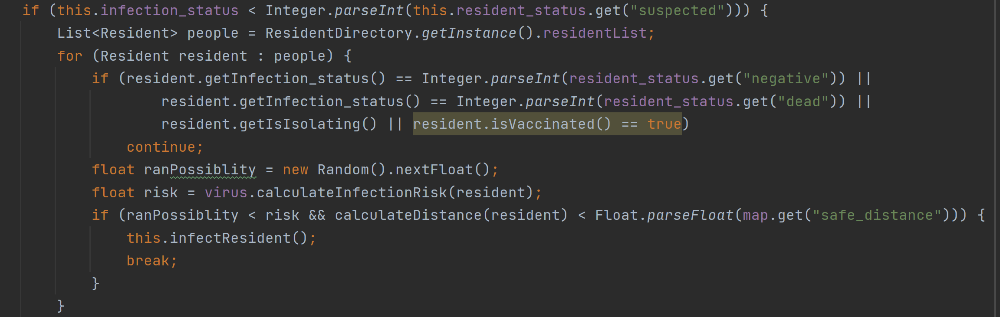 if (this.infection_status < Integer.parseInt(this.resident_status.get("suspected"))) {
List<Resident> people = ResidentDirectory.getInstance().residentList;
for (Resident resident : people) {
if (resident.getInfection_status() == Integer.parseInt(resident_status.get("negative")) ||
resident.getInfection_status() == Integer.parseInt(resident_status.get("dead")) ||
resident.getIsIsolating() || resident.isVaccinated() == true)
continue;
float ranPossiblity = new Random().nextFloat();
float risk = virus.calculateInfectionRisk(resident);
if (ranPossiblity < risk && calculateDistance(resident) < Float.parseFloat(map.get("safe_distance"))) {
this.infectResident();
break;
}
}